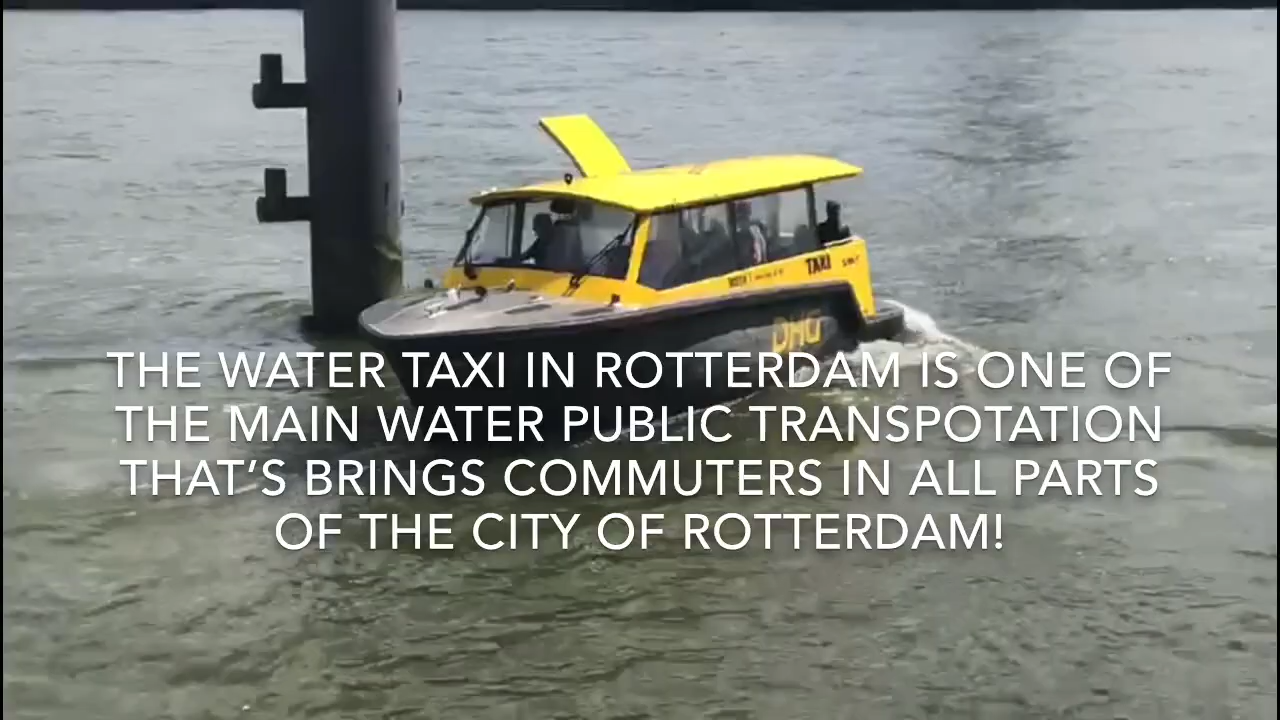 TAXI
DHG
THE WATER TAXI IN ROTTERDAM IS ONE OF
THE MAIN WATER PUBLIC TRANSPOTATION
THAT'S BRINGS COMMUTERS IN ALL PARTS
OF THE CITY OF ROTTERDAM!